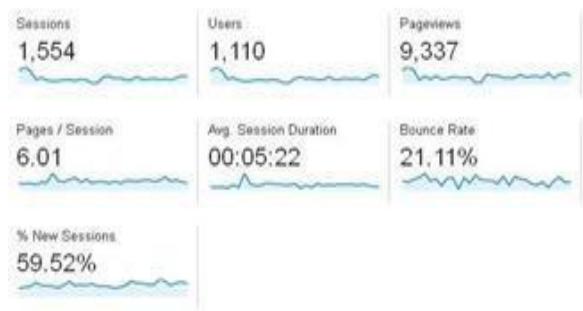 Sessions Users Pageviews
1,554 1,110 9,337
Pages / Session Avg. Session Duration Bounce Rate
6.01 00:05:22 21.11%
% New Sessions
59.52%